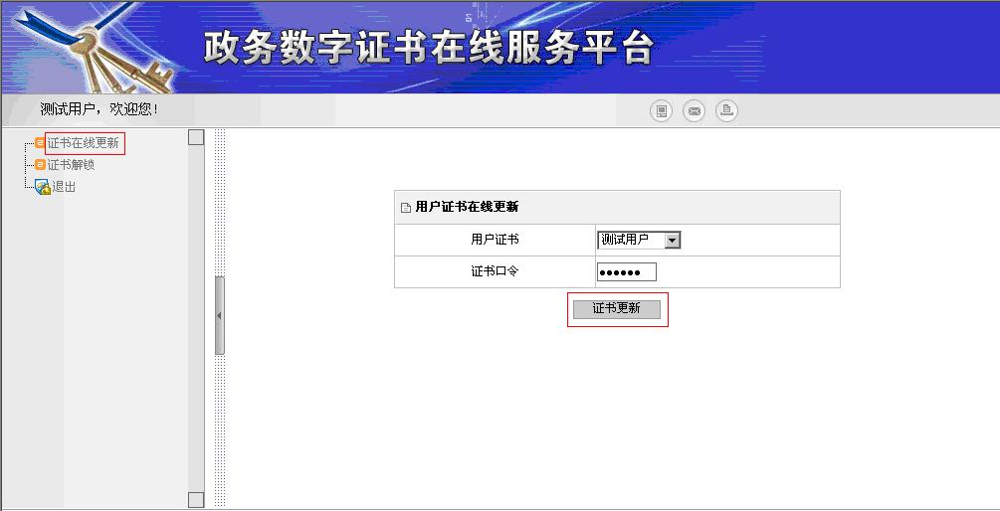 政务数字证书在线服务平台
测试用户，欢迎您！
证书在线更新
证书解锁
退出
用户证书在线更新
用户证书 测试用户
证书口令 ●●●●●●
证书更新